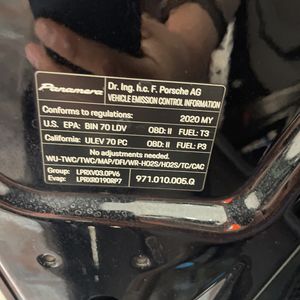 Panamera
Dr. Ing. h.c. F. Porsche AG
VEHICLE EMISSION CONTROL INFORMATION
Conforms to regulations: 2020 MY
U.S. EPA: BIN 70 LDV OBD: II FUEL: T3
California: ULEV 70 PC OBD: II FUEL: P3
No adjustments needed.
WU-TWC/TWC/MAP/DFI/WR-HO2S/HO2S/TC/CAC
Group: LPRXV03.0PV6
Evap: LPRXR0190RP7
971.010.005.Q